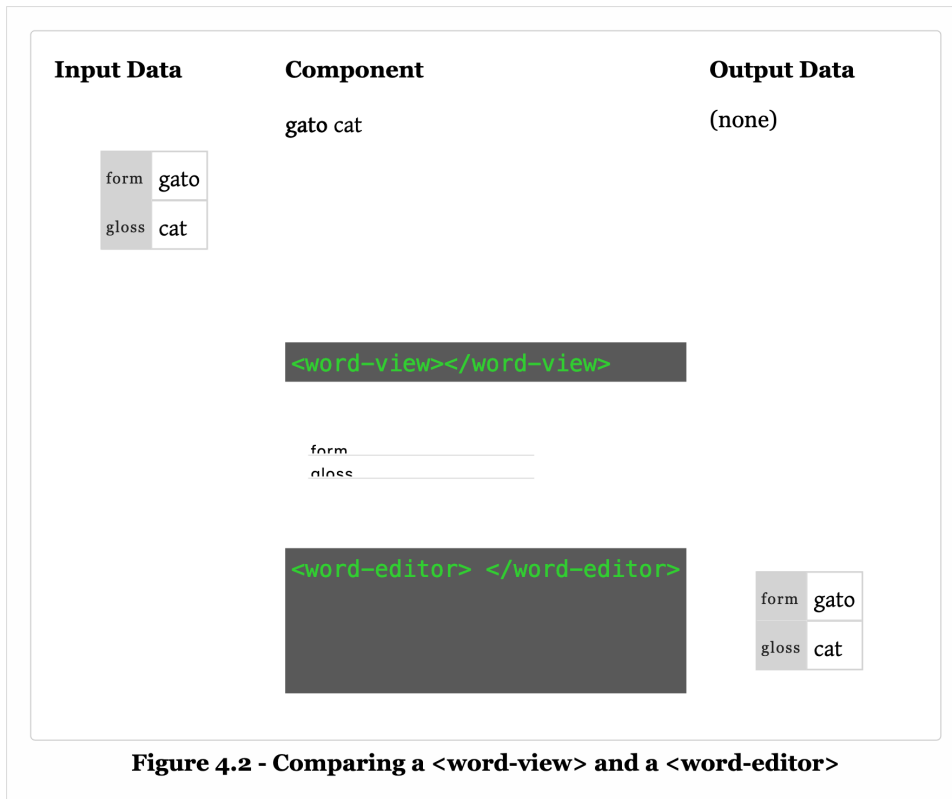 Input Data Component Output Data
gato cat (none)
form gato
gloss cat
<word-view></word-view>
form
gloss
<word-editor> </word-editor>
form gato
gloss cat
Figure 4.2 - Comparing a <word-view> and a <word-editor>